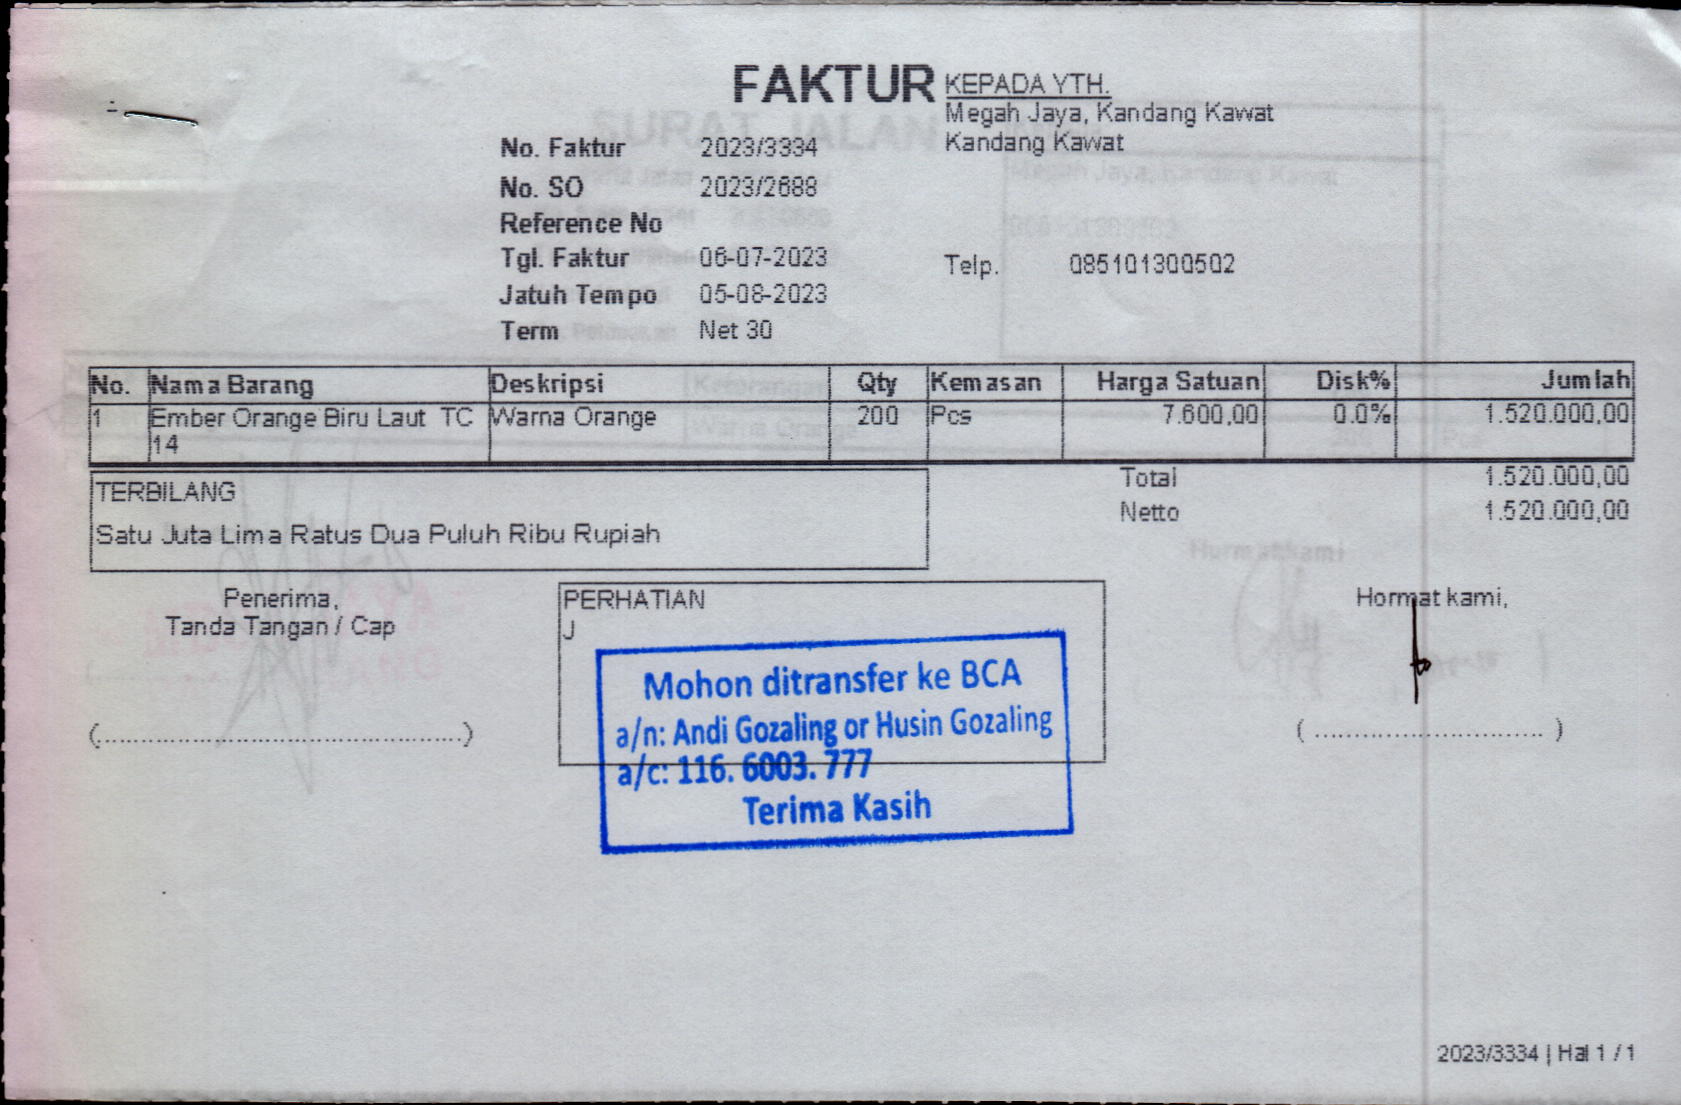 FAKTUR
KEPADA YTH.
Megah Jaya, Kandang Kawat
Kandang Kawat
No. Faktur 2023/3334
No. SO 2023/2688
Reference No
Tgl. Faktur 06-07-2023
Telp. 085101300502
Jatuh Tempo 05-08-2023
Term Net 30
No. Nama Barang Deskripsi Qty Kemasan Harga Satuan Disk% Jumlah
1 Ember Orange Biru Laut TC Warna Orange 200 Pcs 7.600,00 0.0% 1.520.000,00
14
Total 1.520.000,00
TERBILANG
Netto 1.520.000,00
Satu Juta Lima Ratus Dua Puluh Ribu Rupiah
Penerima,
Tanda Tangan / Cap
(................................................)
PERHATIAN
J
Mohon ditransfer ke BCA
a/n: Andi Gozaling or Husin Gozaling
a/c: 116. 6003. 777
Terima Kasih
Hormat kami,
( .............................. )
2023/3334 | Hal 1 / 1